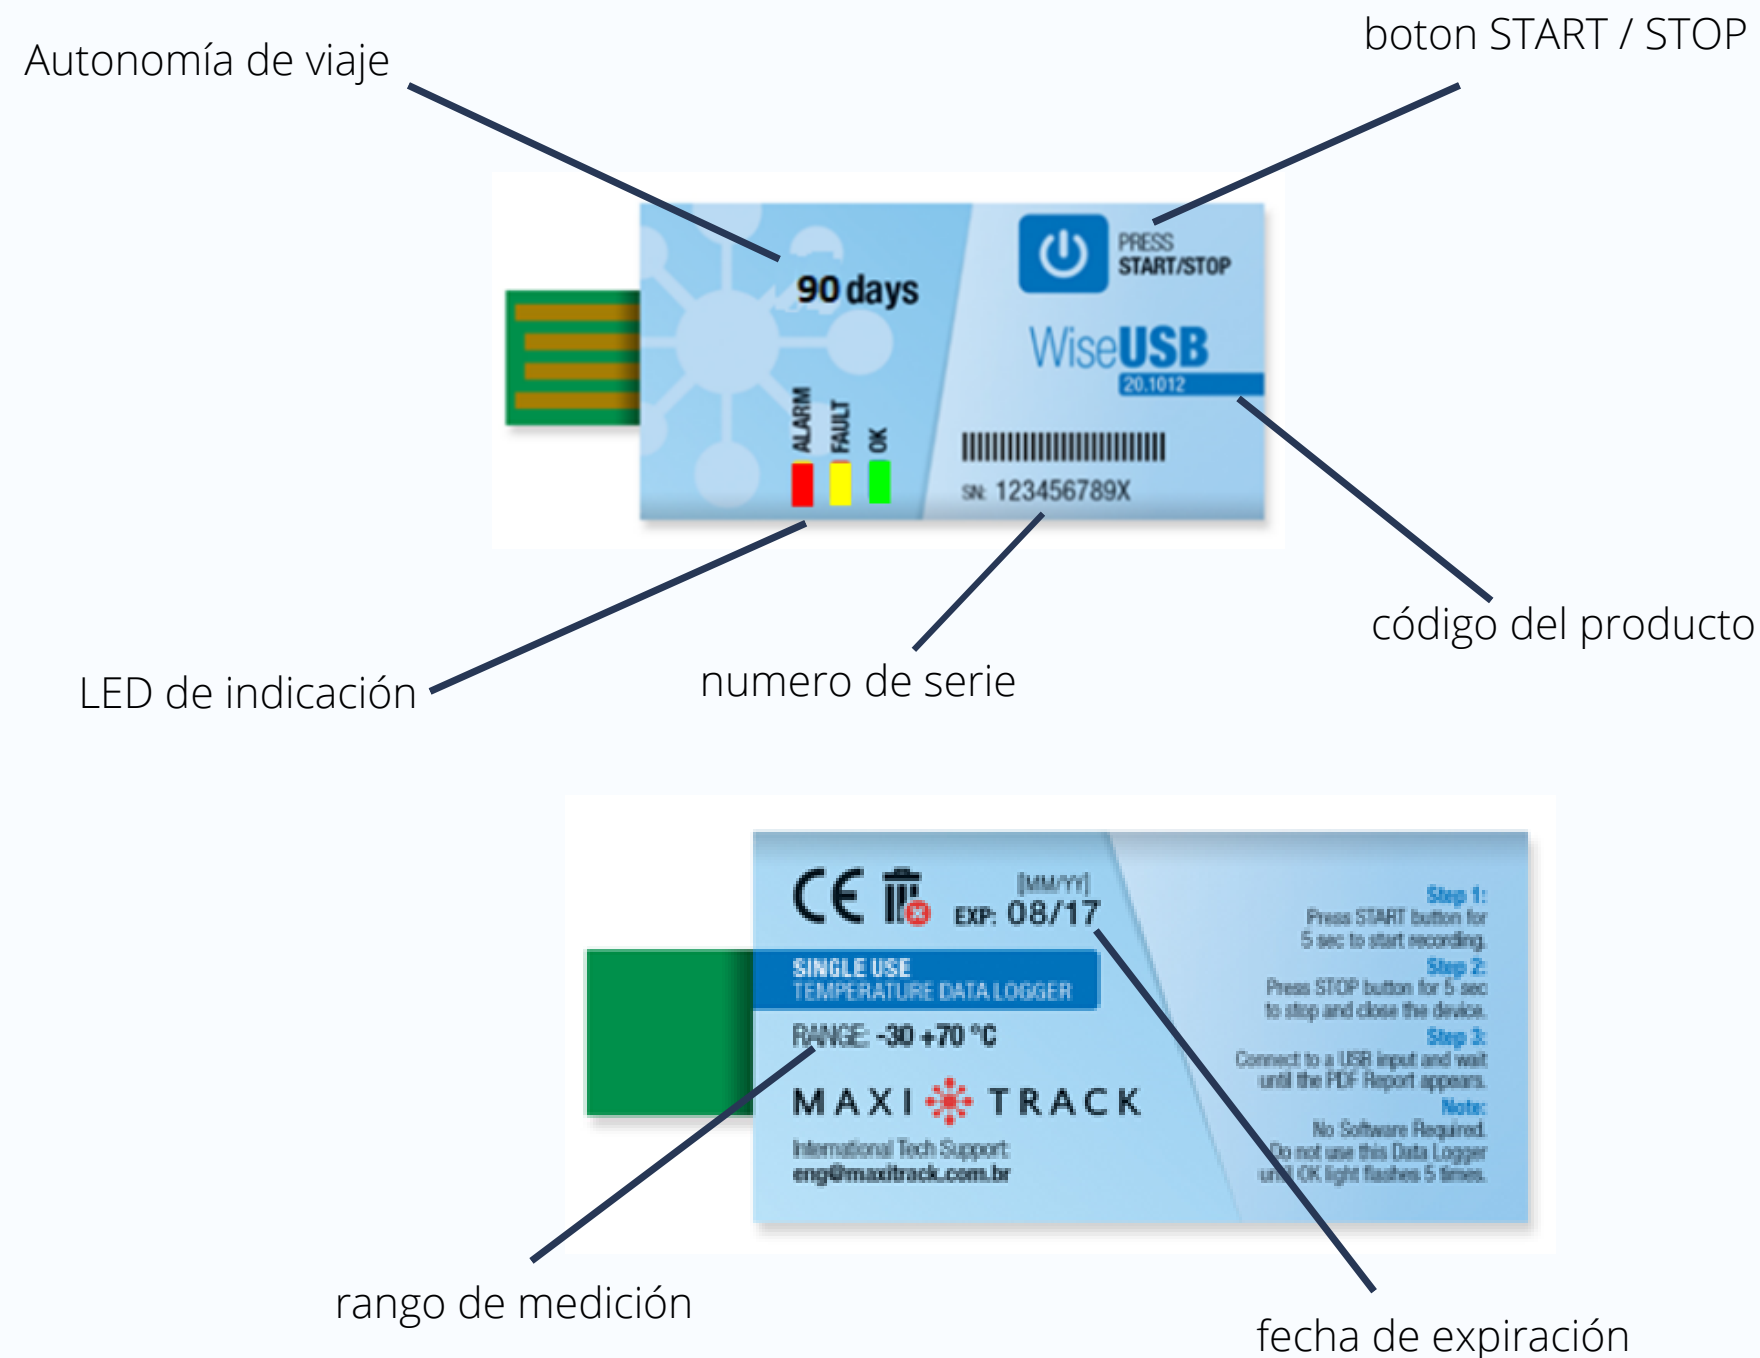 Autonomía de viaje
boton START / STOP
90 days
PRESS
START/STOP
WiseUSB
20.1012
ALARM
FAULT
OK
SN: 123456789X
código del producto
numero de serie
LED de indicación
CE
[MM/YY]
EXP: 08/17
SINGLE USE
TEMPERATURE DATA LOGGER
RANGE: -30 +70 °C
MAXI TRACK
International Tech Support:
eng@maxitrack.com.br
Step 1:
Press START button for
5 sec to start recording.
Step 2:
Press STOP button for 5 sec
to stop and close the device.
Step 3:
Connect to a USB input and wait
until the PDF Report appears.
Note:
No Software Required.
Do not use this Data Logger
until OK light flashes 5 times.
rango de medición
fecha de expiración